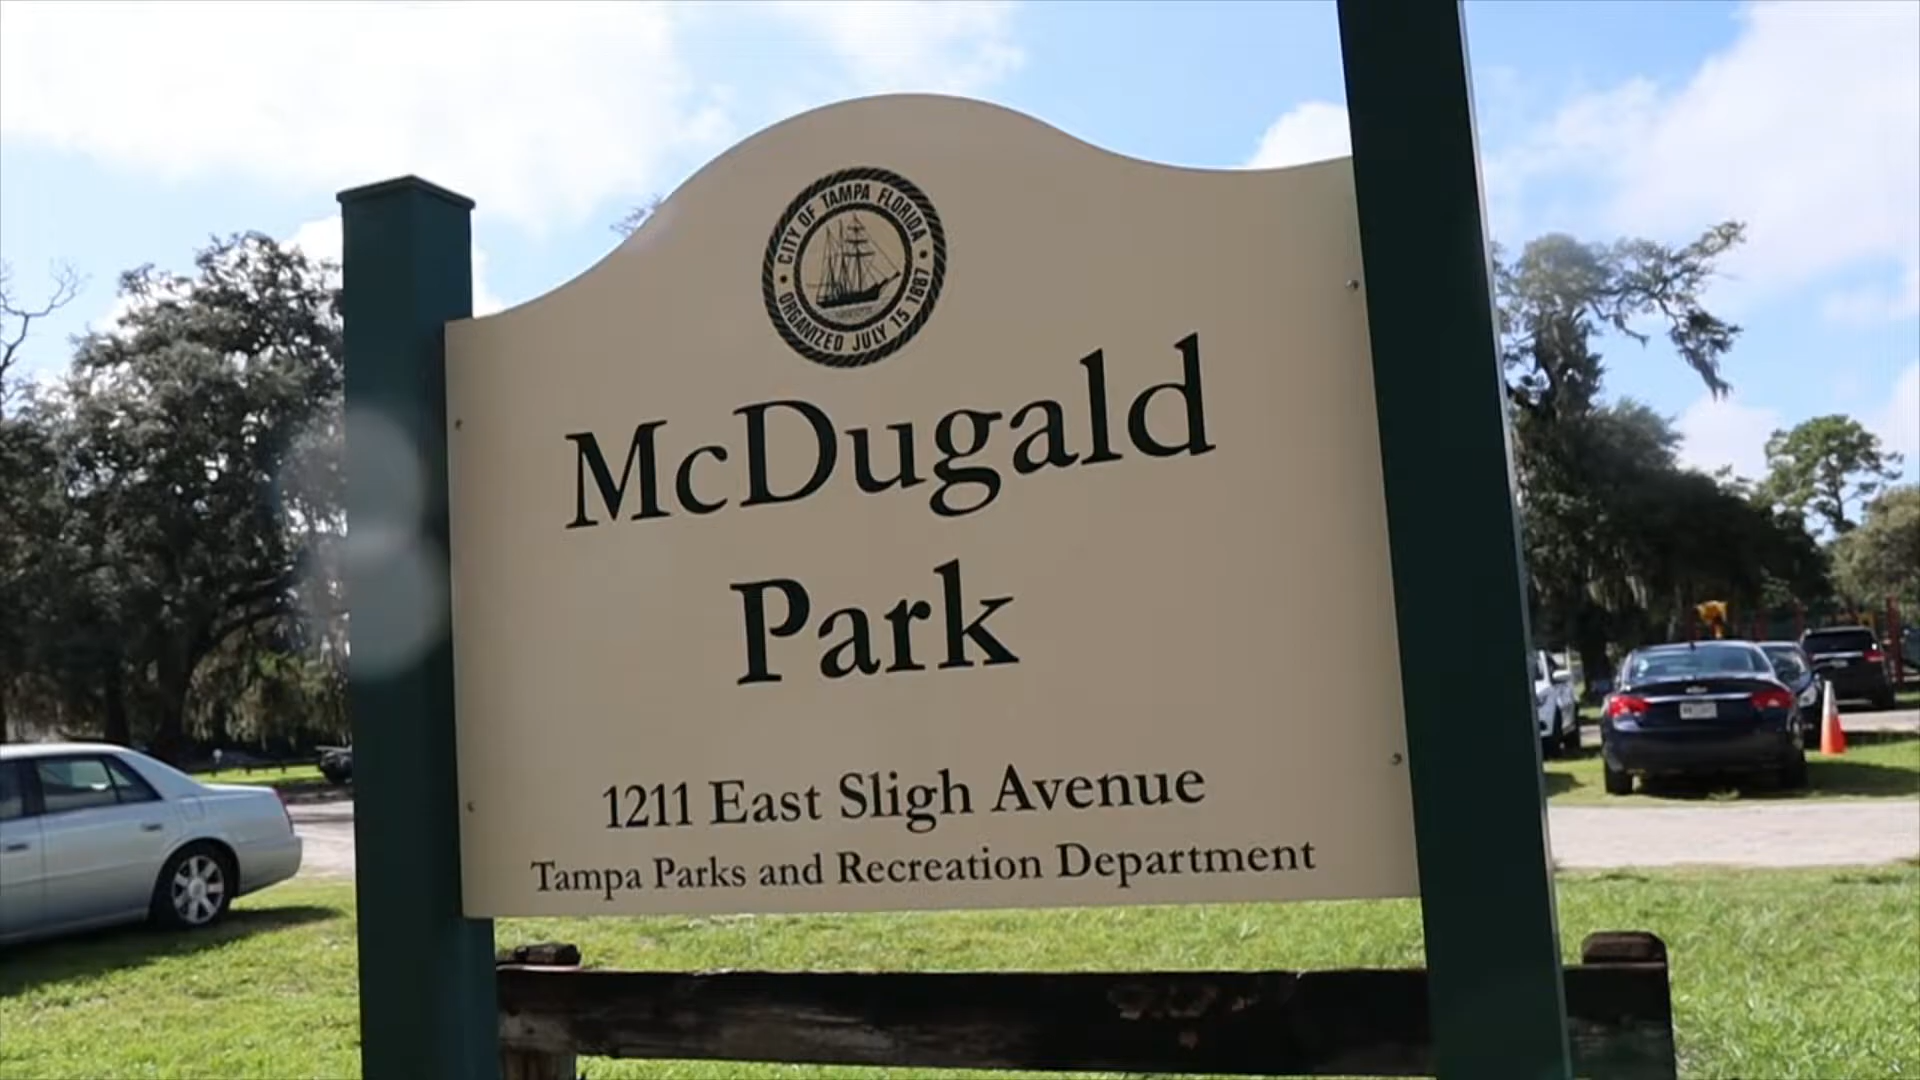 CITY OF TAMPA FLORIDA
ORGANIZED JULY 15 1887
McDugald
Park
1211 East Sligh Avenue
Tampa Parks and Recreation Department